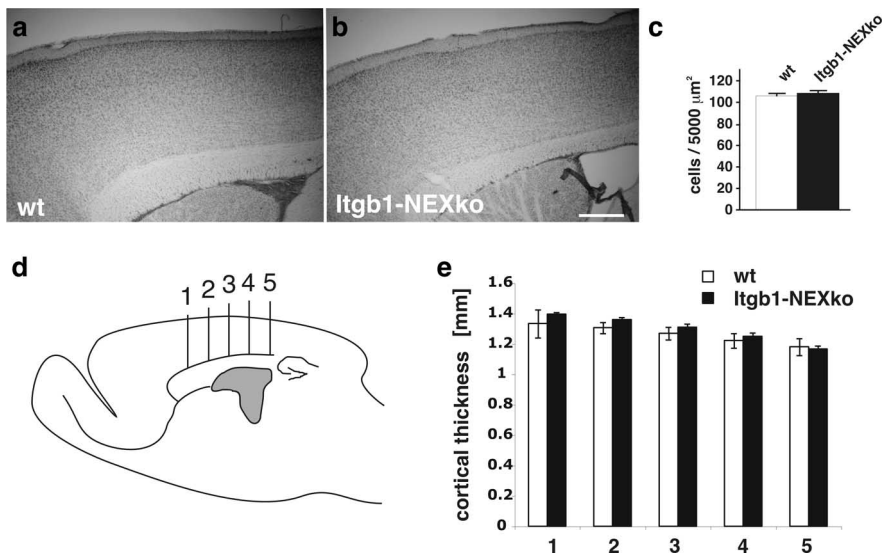 a
wt
b
Itgb1-NEXko
c
wt
Itgb1-NEXko
cells / 5000 µm²
120
100
80
60
40
20
0
d
1 2 3 4 5
e
wt
Itgb1-NEXko
cortical thickness [mm]
1.6
1.4
1.2
1
0.8
0.6
0.4
0.2
0
1 2 3 4 5